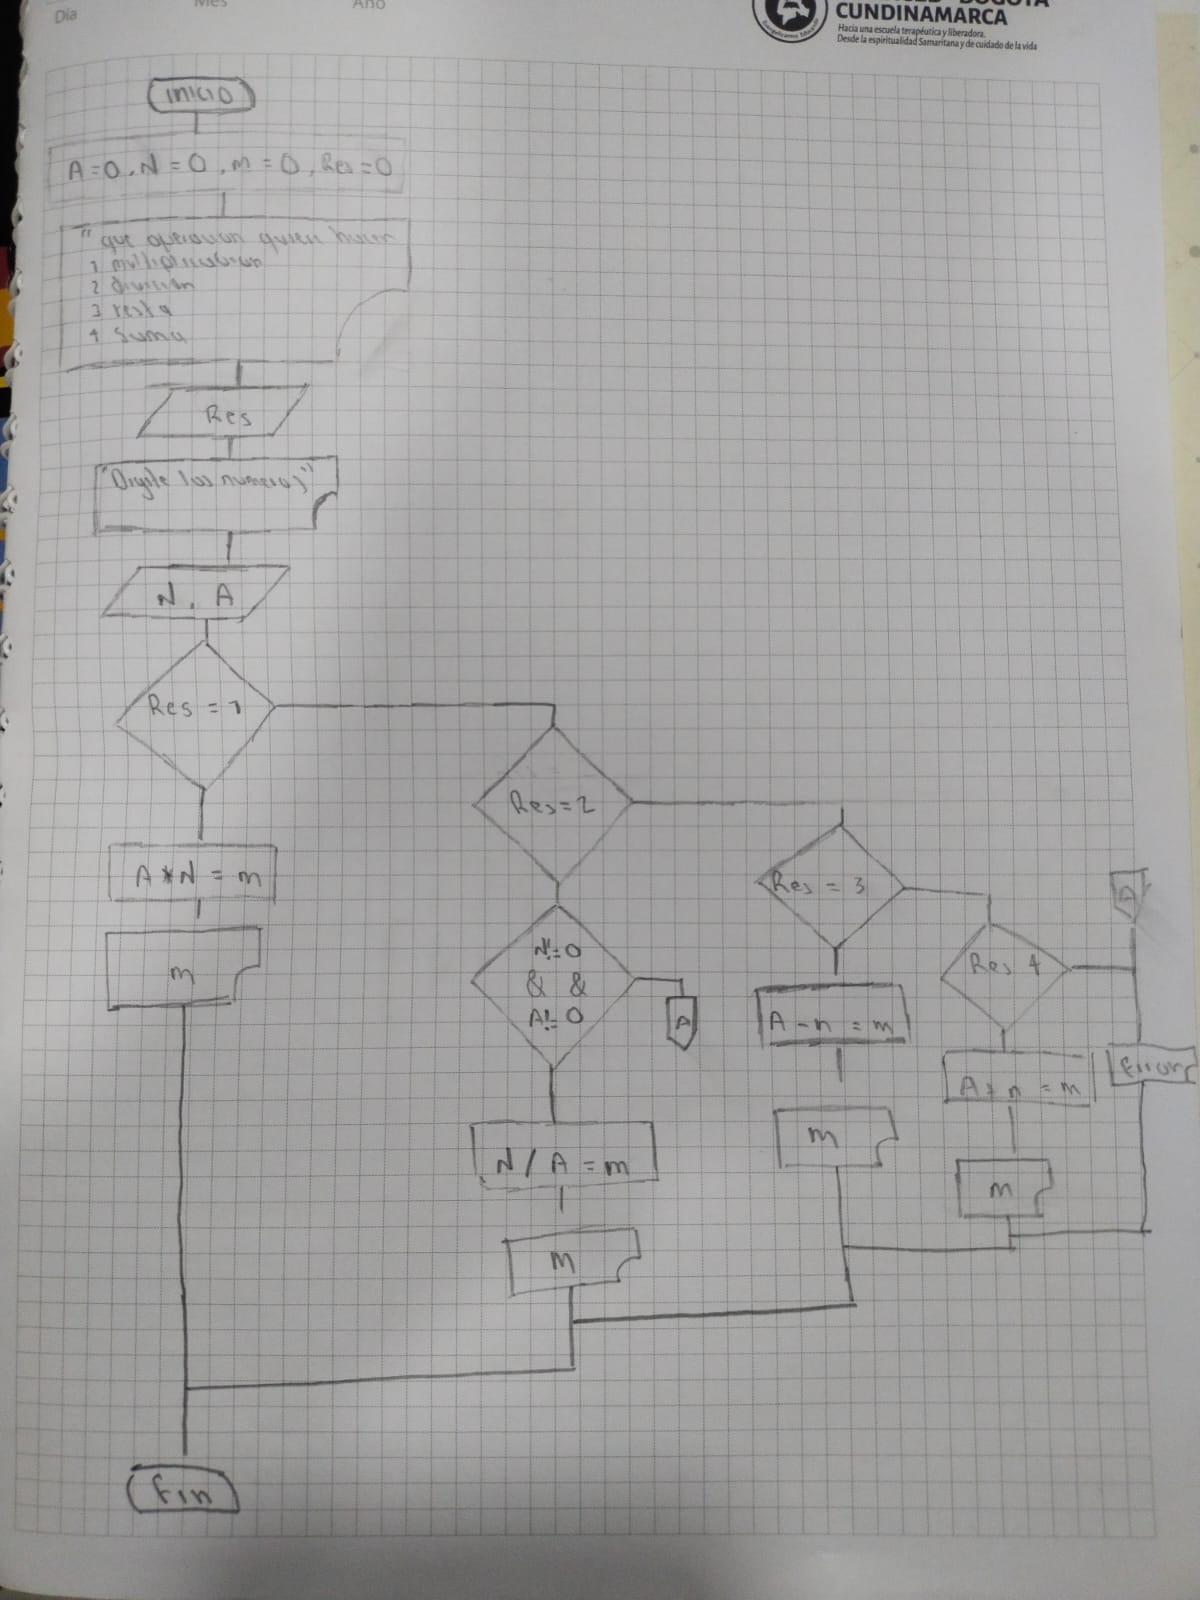 Día
Mes
Año
BOGOTÁ
CUNDINAMARCA
Hacia una escuela terapéutica y liberadora.
Desde la espiritualidad Samaritana y de cuidado de la vida
inicio
A=0, N=0, m=0, Res=0
"que operacion quieren hacer
1 multiplicacion
2 division
3 resta
4 Suma
Res
"Digite los numeros"
N, A
Res = 1
Res=2
Res = 3
Res 4
A*N = m
m
N!=0
& &
A!=0
A
A - n = m
A + n = m
Error
N / A = m
m
m
m
Fin